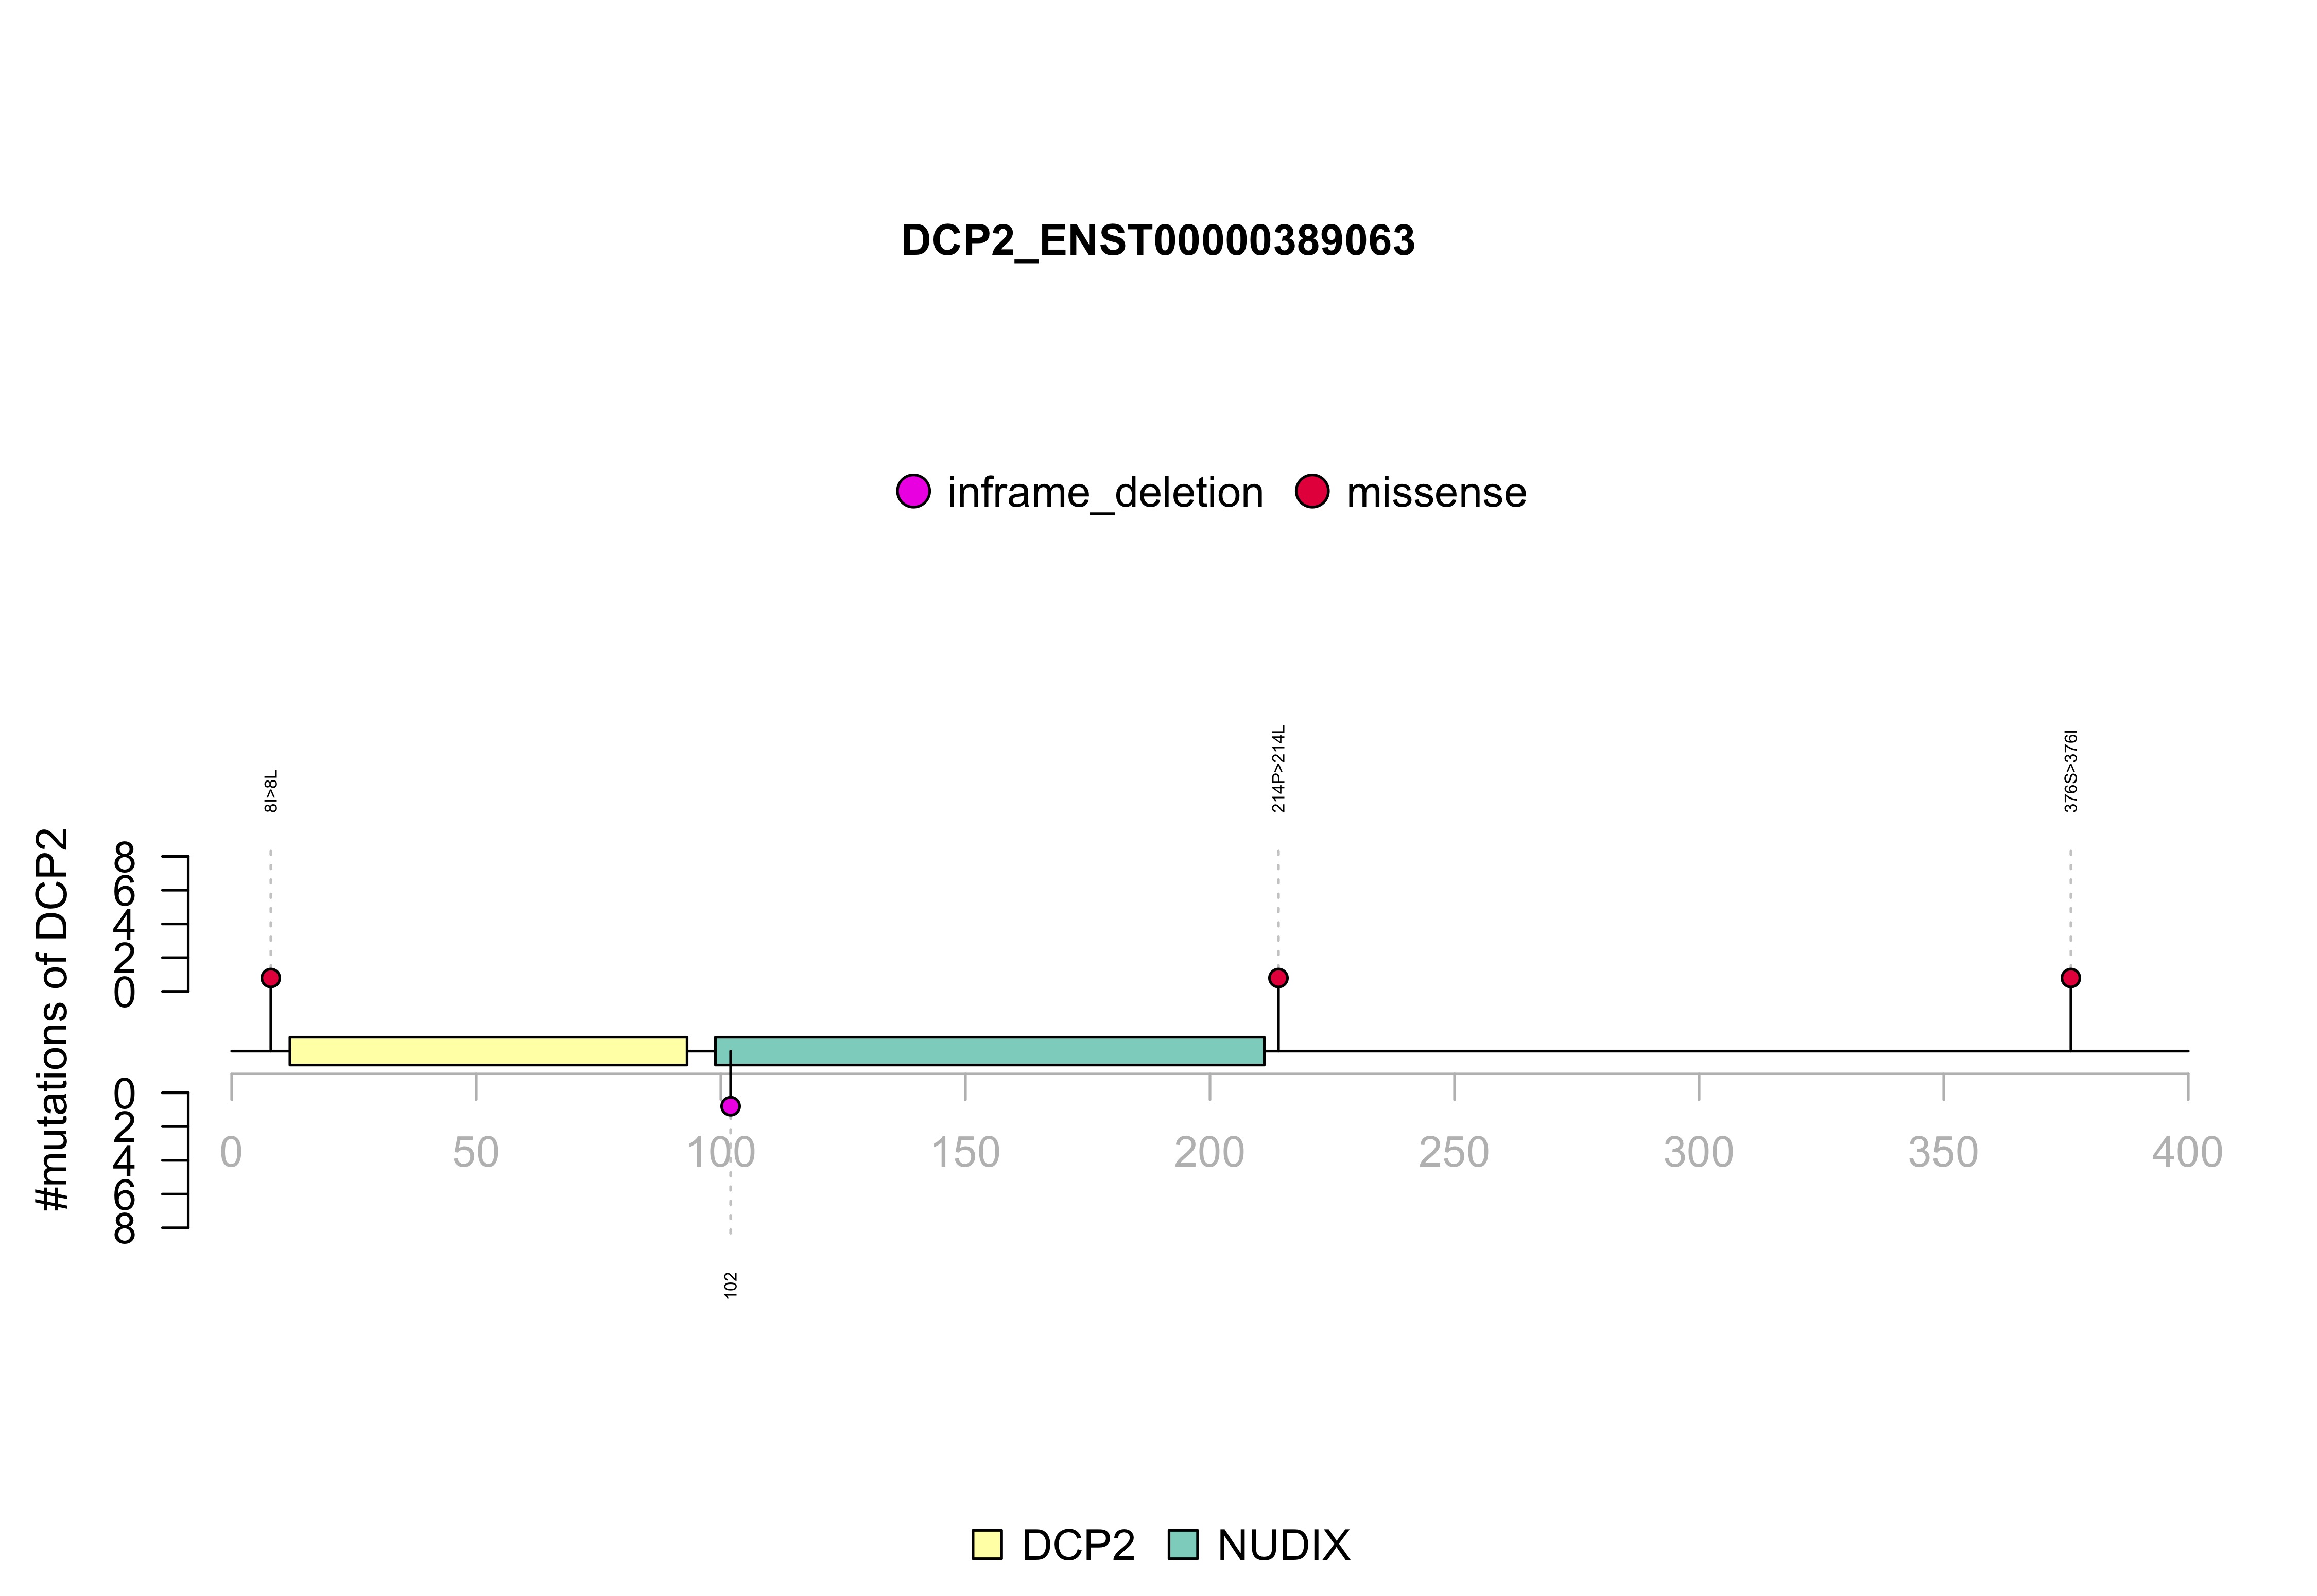 DCP2_ENST00000389063
inframe_deletion missense
8I>8L
214P>214L
376S>376I
#mutations of DCP2
8
6
4
2
0
0
2
4
6
8
0 50 100 150 200 250 300 350 400
102
DCP2 NUDIX